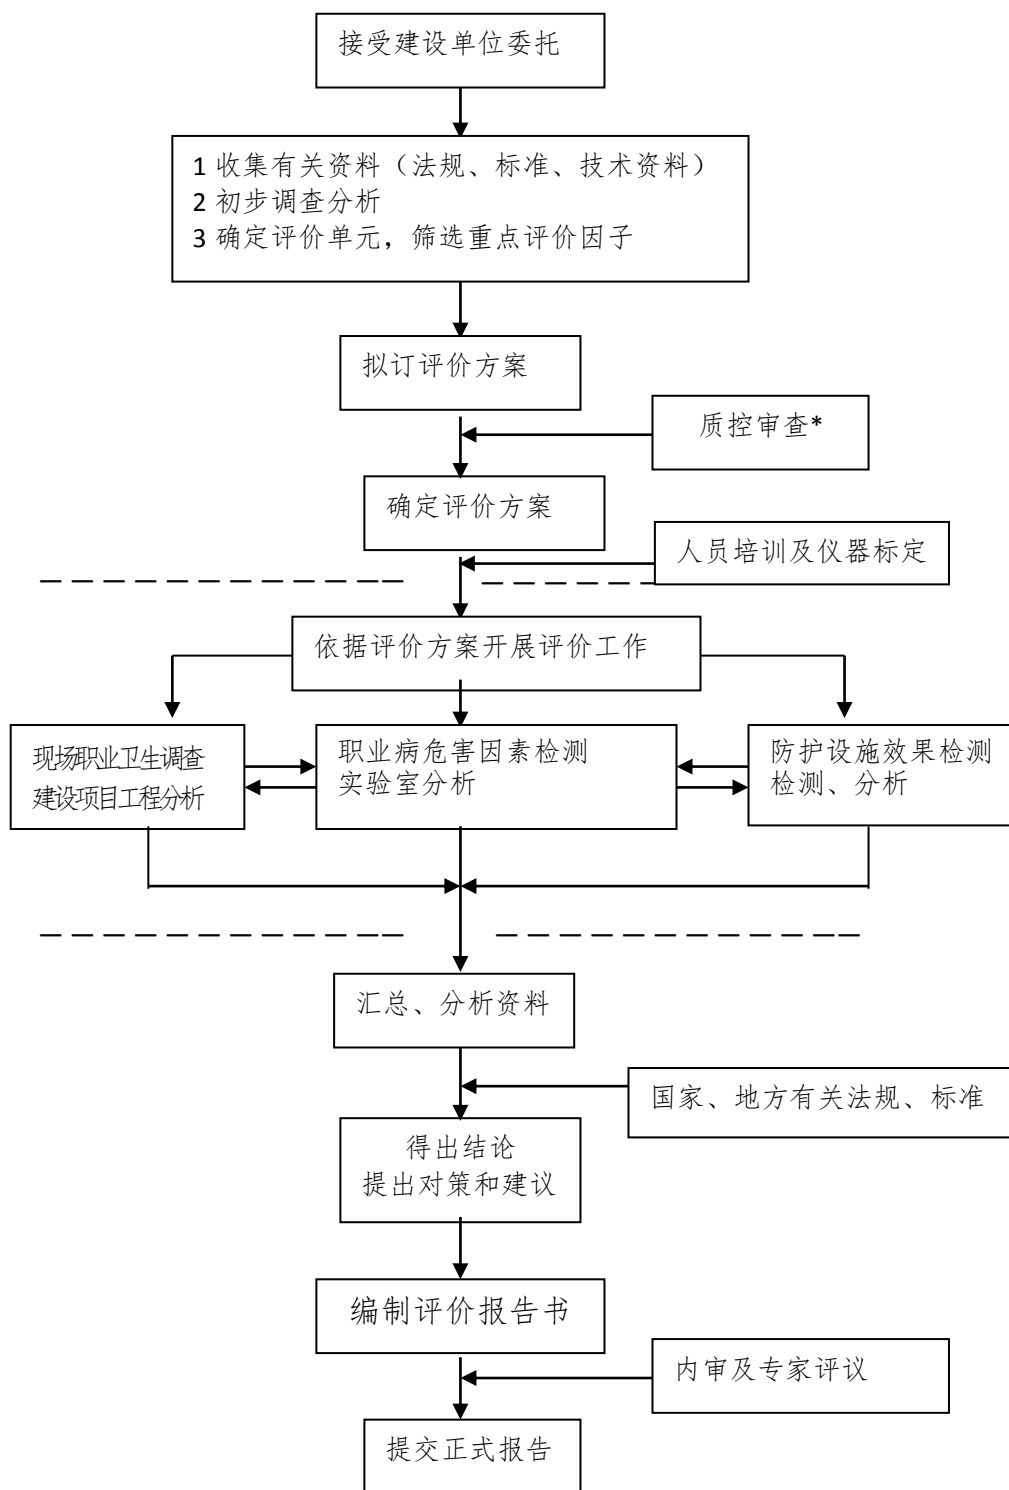 接受建设单位委托
1 收集有关资料（法规、标准、技术资料）
2 初步调查分析
3 确定评价单元，筛选重点评价因子
拟订评价方案
质控审查*
确定评价方案
人员培训及仪器标定
依据评价方案开展评价工作
现场职业卫生调查
建设项目工程分析
职业病危害因素检测
实验室分析
防护设施效果检测
检测、分析
汇总、分析资料
国家、地方有关法规、标准
得出结论
提出对策和建议
编制评价报告书
内审及专家评议
提交正式报告